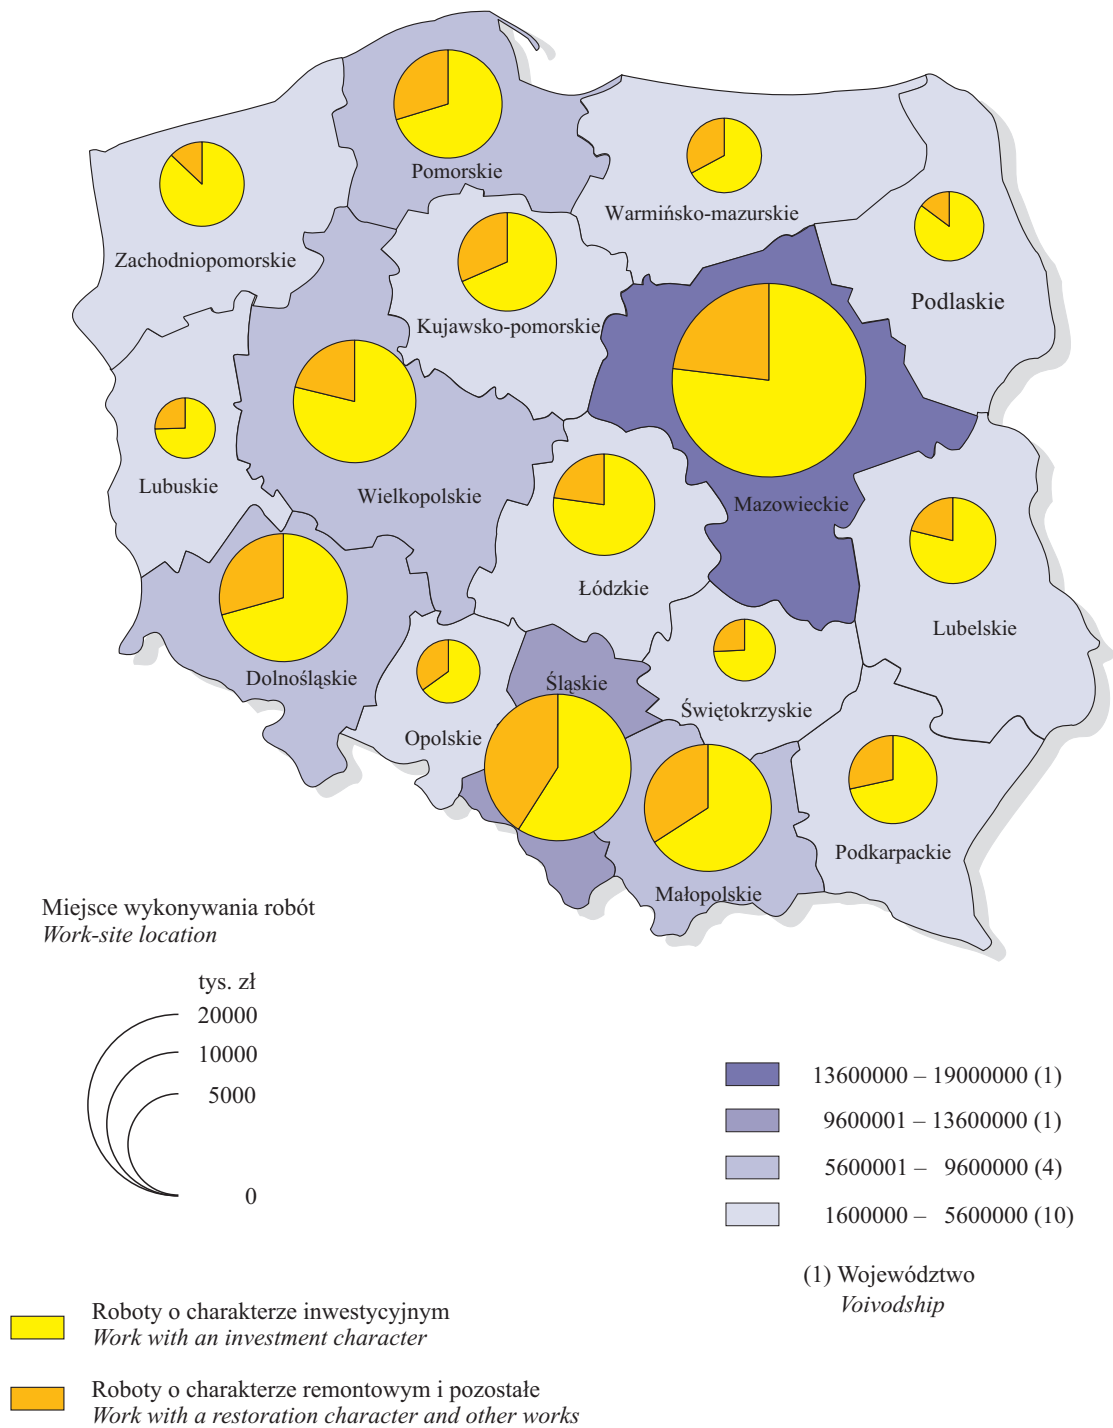 Pomorskie
Warmińsko-mazurskie
Zachodniopomorskie
Podlaskie
Kujawsko-pomorskie
Lubuskie
Wielkopolskie
Mazowieckie
Łódzkie
Lubelskie
Dolnośląskie
Śląskie
Opolskie
Świętokrzyskie
Podkarpackie
Małopolskie
Miejsce wykonywania robót
Work-site location
tys. zł
20000
10000
5000
0
13600000 – 19000000 (1)
9600001 – 13600000 (1)
5600001 – 9600000 (4)
1600000 – 5600000 (10)
(1) Województwo
Voivodship
Roboty o charakterze inwestycyjnym
Work with an investment character
Roboty o charakterze remontowym i pozostałe
Work with a restoration character and other works